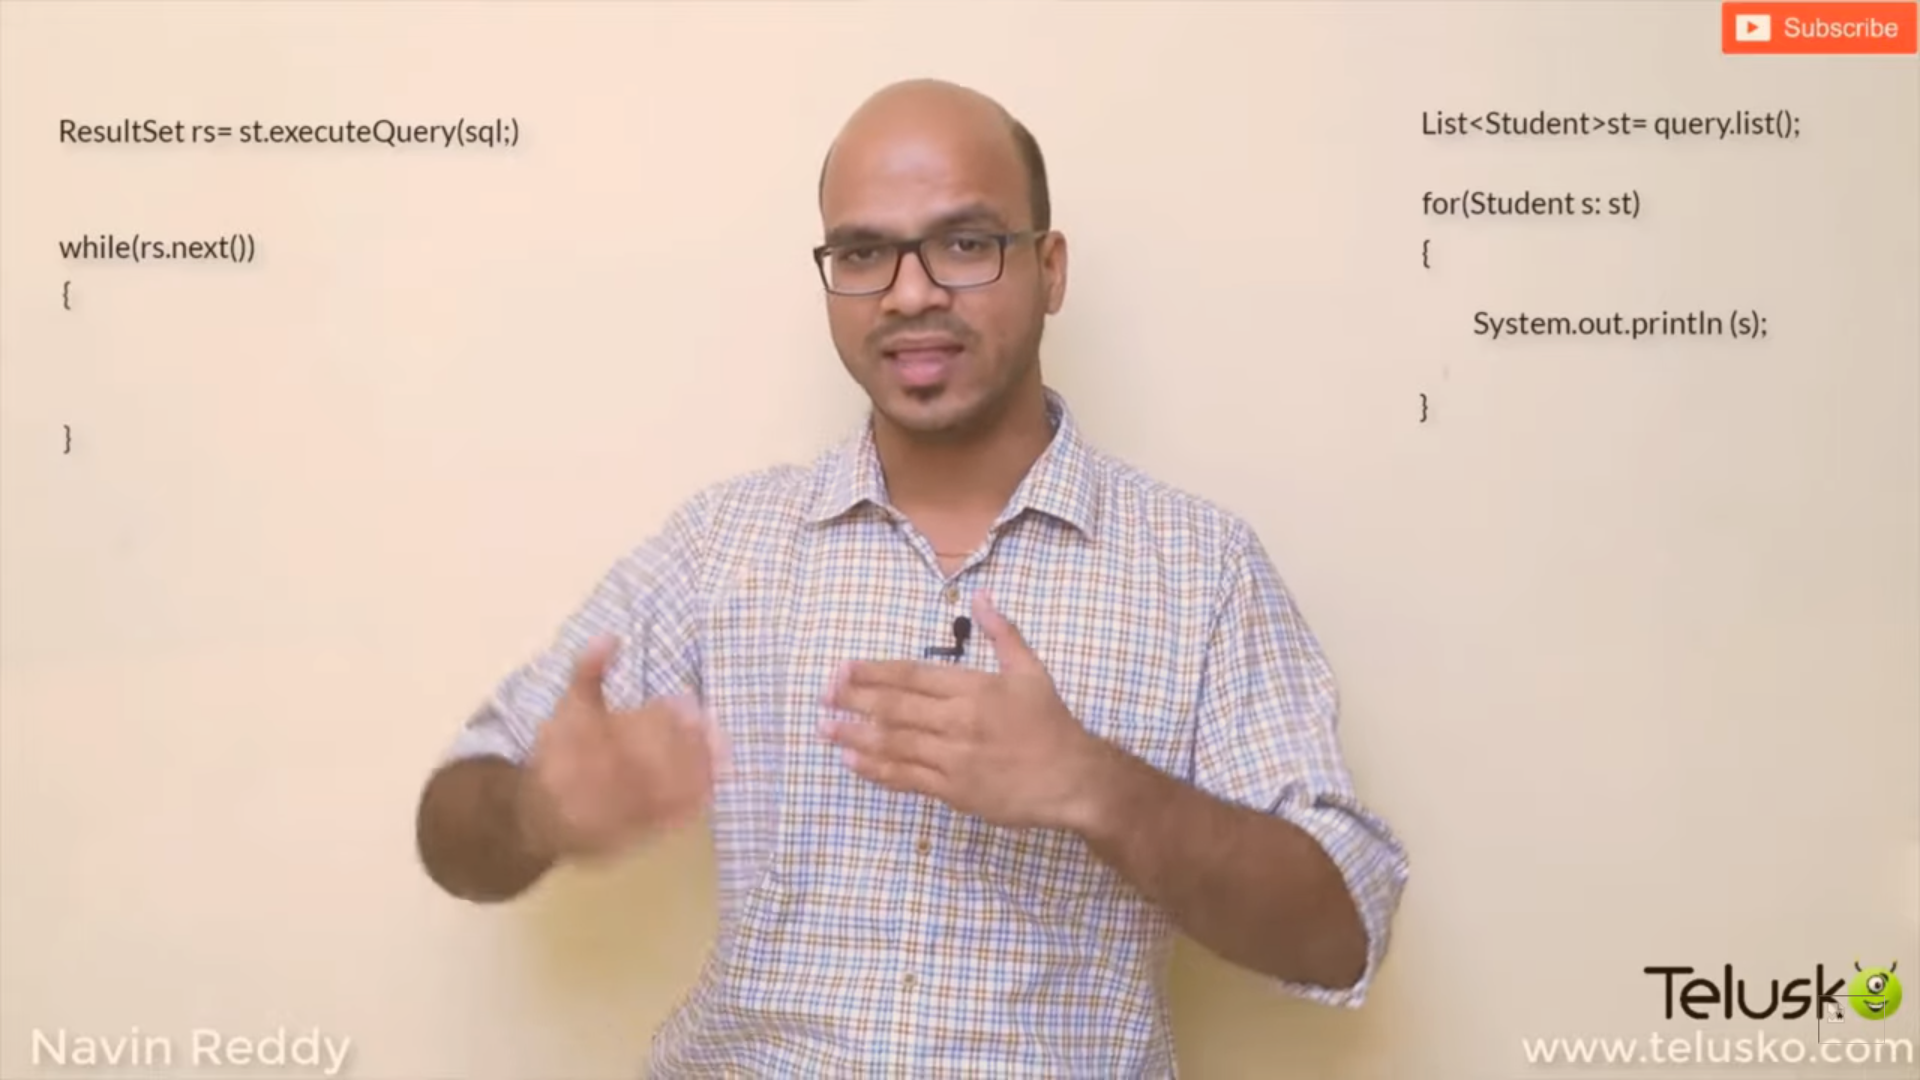 Subscribe
ResultSet rs= st.executeQuery(sql;)
while(rs.next())
{
}
List<Student>st= query.list();
for(Student s: st)
{
System.out.println (s);
}
Navin Reddy
Telusko
www.telusko.com